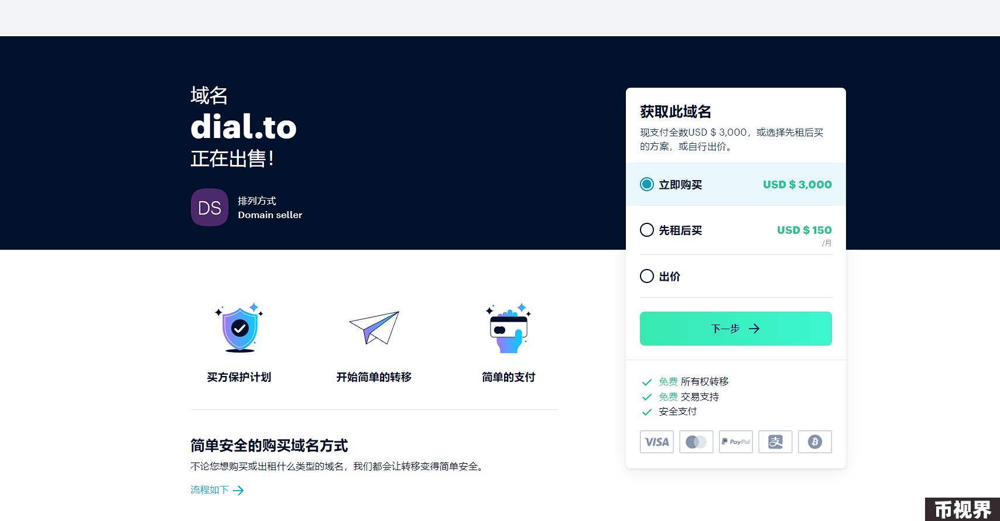 域名
dial.to
正在出售!
DS
排列方式
Domain seller
获取此域名
现支付全数USD $ 3,000，或选择先租后买
的方案，或自行出价。
立即购买 USD $ 3,000
先租后买 USD $ 150
/月
出价
下一步
免费 所有权转移
免费 交易支持
安全支付
VISA PayPal 支
买方保护计划 开始简单的转移 简单的支付
简单安全的购买域名方式
不论您想购买或出租什么类型的域名，我们都会让转移变得简单安全。
流程如下
币视界